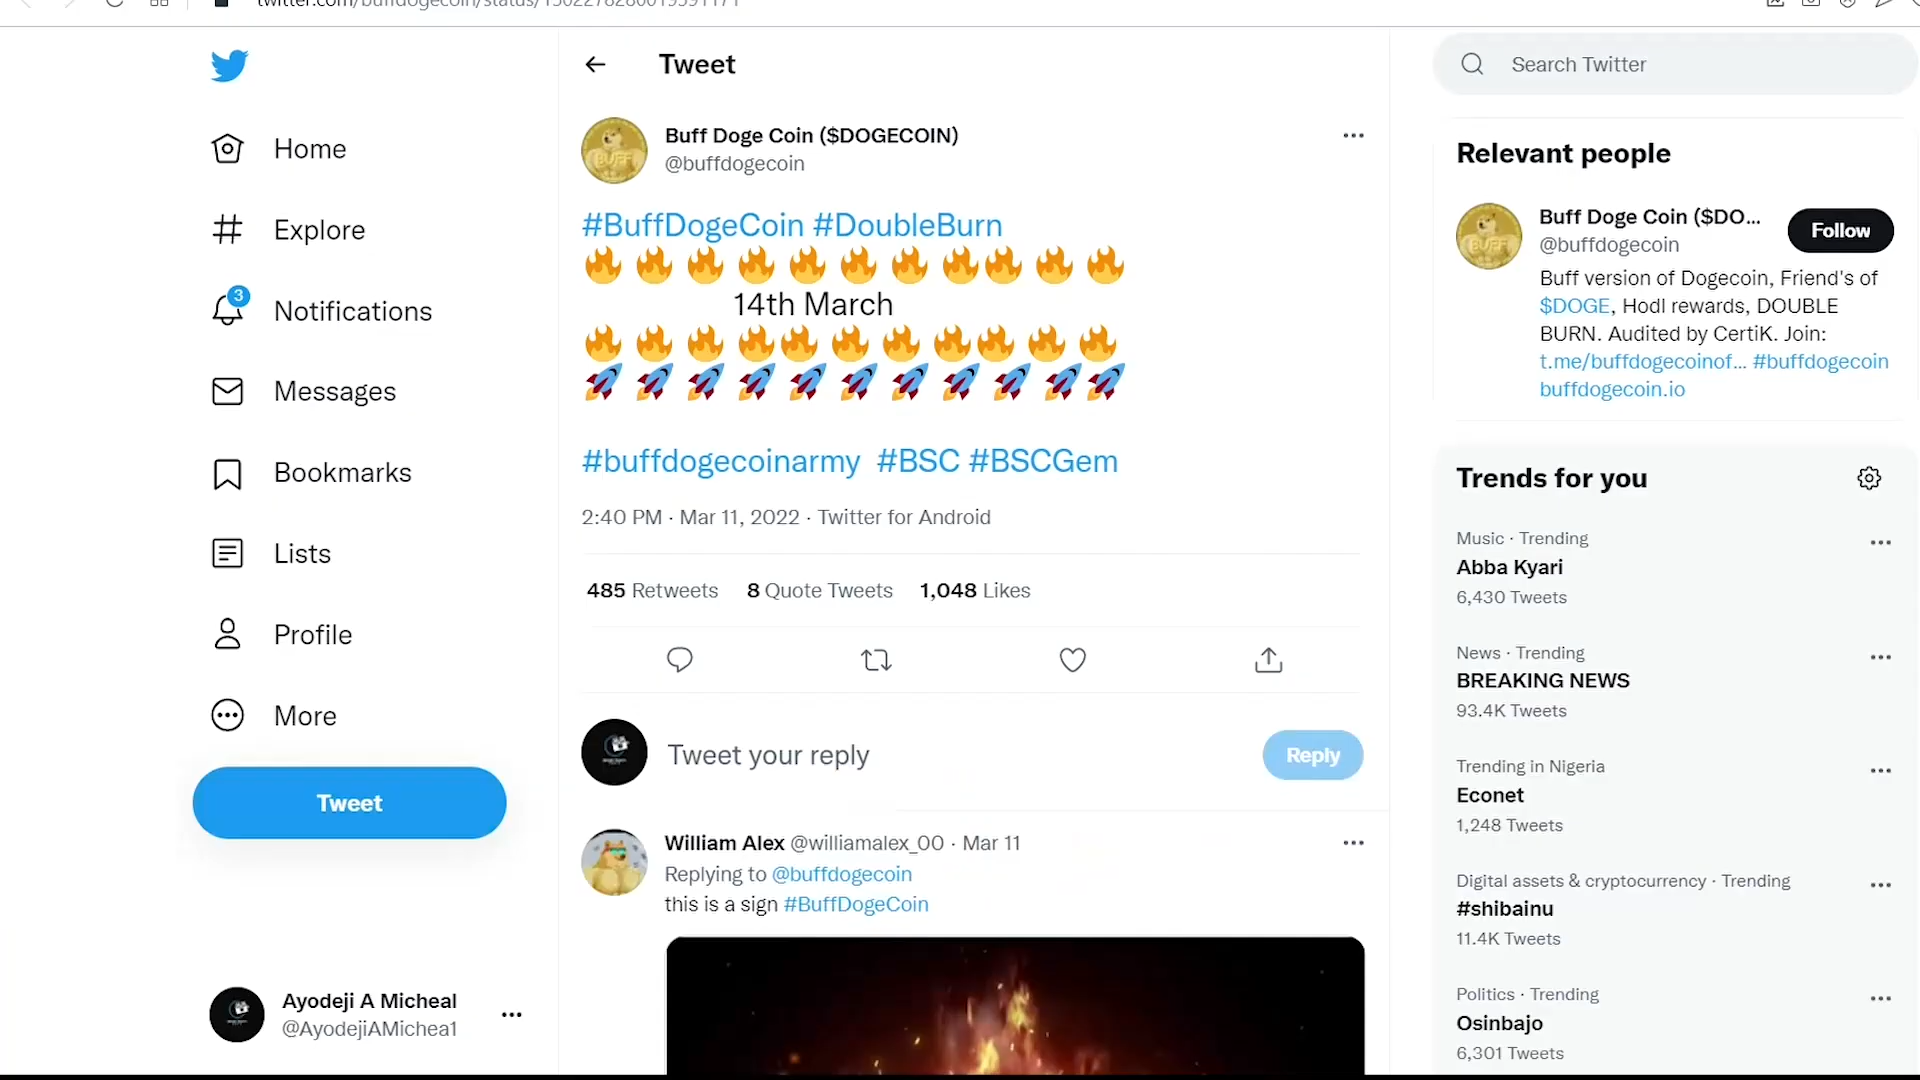 Tweet
Search Twitter
Home
Explore
3
Notifications
Messages
Bookmarks
Lists
Profile
More
Tweet
Ayodeji A Micheal
@AyodejiAMichea1
Buff Doge Coin ($DOGECOIN)
@buffdogecoin
#BuffDogeCoin #DoubleBurn
🔥 🔥 🔥 🔥 🔥 🔥 🔥 🔥🔥 🔥 🔥
14th March
🔥 🔥 🔥 🔥🔥 🔥 🔥 🔥🔥 🔥 🔥
🚀 🚀 🚀 🚀 🚀 🚀 🚀 🚀 🚀 🚀🚀
#buffdogecoinarmy #BSC #BSCGem
2:40 PM · Mar 11, 2022 · Twitter for Android
485 Retweets 8 Quote Tweets 1,048 Likes
Tweet your reply
Reply
William Alex @williamalex_00 · Mar 11
Replying to @buffdogecoin
this is a sign #BuffDogeCoin
Relevant people
BUFF
Buff Doge Coin ($DO...
@buffdogecoin
Follow
Buff version of Dogecoin, Friend's of
$DOGE, Hodl rewards, DOUBLE
BURN. Audited by CertiK. Join:
t.me/buffdogecoinof... #buffdogecoin
buffdogecoin.io
Trends for you
Music · Trending
Abba Kyari
6,430 Tweets
News · Trending
BREAKING NEWS
93.4K Tweets
Trending in Nigeria
Econet
1,248 Tweets
Digital assets & cryptocurrency · Trending
#shibainu
11.4K Tweets
Politics · Trending
Osinbajo
6,301 Tweets